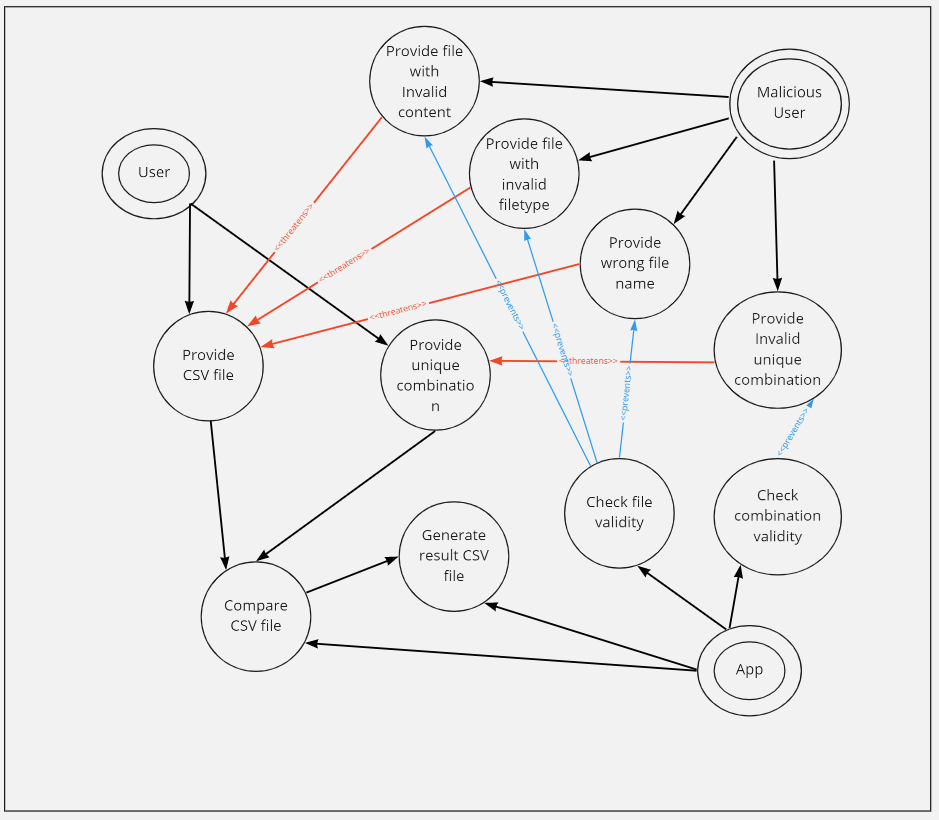 Provide file
with
Invalid
content
Malicious
User
Provide file
with
invalid
filetype
User
Provide
wrong file
name
<<threatens>>
<<threatens>>
<<threatens>>
<<threatens>>
<<prevents>>
<<prevents>>
<<prevents>>
<<prevents>>
Provide
CSV file
Provide
unique
combinatio
n
Provide
Invalid
unique
combination
Check file
validity
Check
combination
validity
Generate
result CSV
file
Compare
CSV file
App